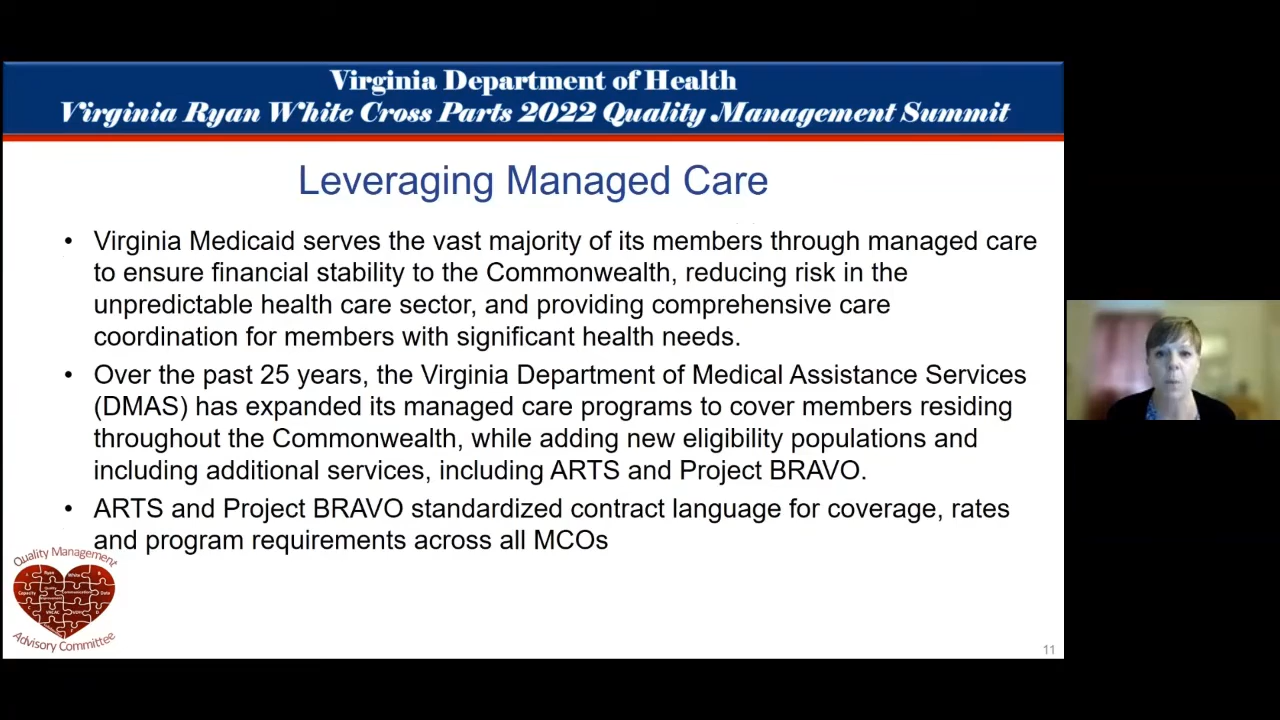 Virginia Department of Health
Virginia Ryan White Cross Parts 2022 Quality Management Summit
Leveraging Managed Care
• Virginia Medicaid serves the vast majority of its members through managed care
to ensure financial stability to the Commonwealth, reducing risk in the
unpredictable health care sector, and providing comprehensive care
coordination for members with significant health needs.
• Over the past 25 years, the Virginia Department of Medical Assistance Services
(DMAS) has expanded its managed care programs to cover members residing
throughout the Commonwealth, while adding new eligibility populations and
including additional services, including ARTS and Project BRAVO.
• ARTS and Project BRAVO standardized contract language for coverage, rates
and program requirements across all MCOs
Quality Management
Ryan White
Capacity
Data
Advisory Committee
11